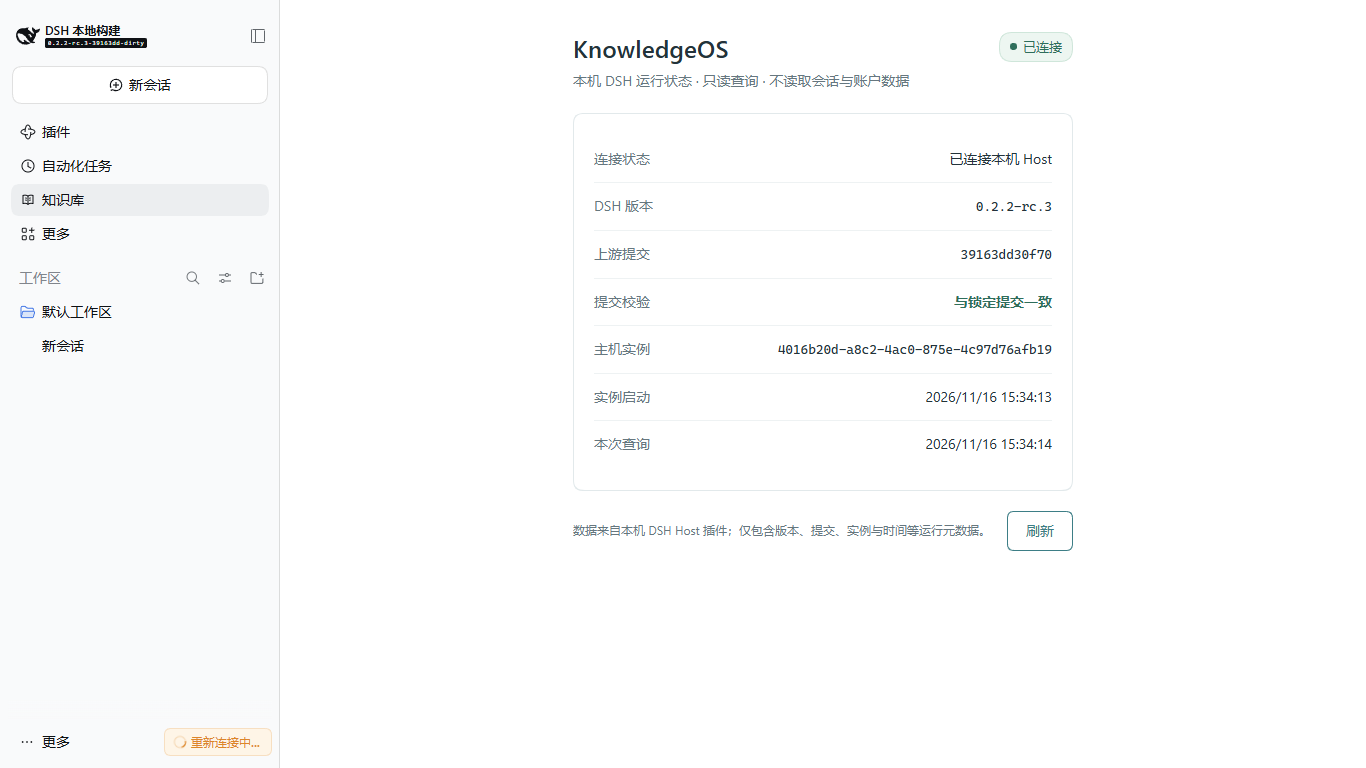 DSH 本地构建
0.2.2-rc.3-39163dd-dirty
新会话
插件
自动化任务
知识库
更多
工作区
默认工作区
新会话
更多
重新连接中...
KnowledgeOS
已连接
本机 DSH 运行状态 · 只读查询 · 不读取会话与账户数据
连接状态 已连接本机 Host
DSH 版本 0.2.2-rc.3
上游提交 39163dd30f70
提交校验 与锁定提交一致
主机实例 4016b20d-a8c2-4ac0-875e-4c97d76afb19
实例启动 2026/11/16 15:34:13
本次查询 2026/11/16 15:34:14
数据来自本机 DSH Host 插件；仅包含版本、提交、实例与时间等运行元数据。
刷新